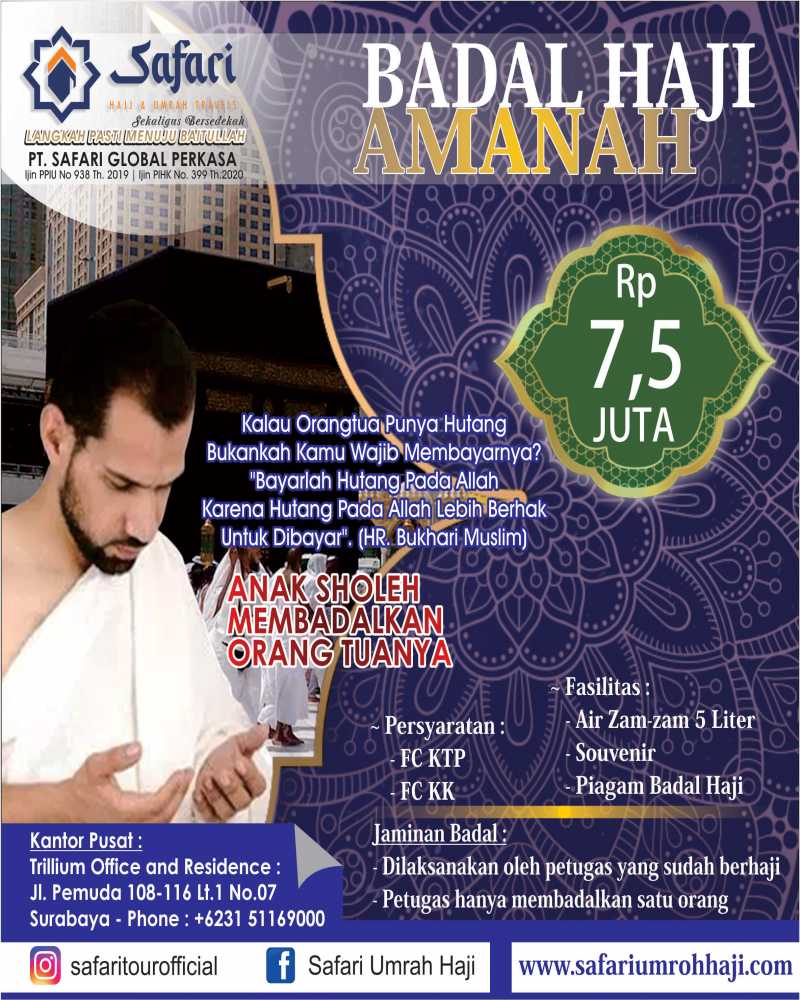 Safari
HAJJ & UMRAH TRAVELS
Sekaligus Bersedekah
LANGKAH PASTI MENUJU BAITULLAH
PT. SAFARI GLOBAL PERKASA
Ijin PPIU No 938 Th. 2019 | Ijin PIHK No. 399 Th.2020
BADAL HAJI
AMANAH
Rp
7,5
JUTA
Kalau Orangtua Punya Hutang
Bukankah Kamu Wajib Membayarnya?
"Bayarlah Hutang Pada Allah
Karena Hutang Pada Allah Lebih Berhak
Untuk Dibayar". (HR. Bukhari Muslim)
ANAK SHOLEH
MEMBADALKAN
ORANG TUANYA
~ Persyaratan :
- FC KTP
- FC KK
~ Fasilitas :
- Air Zam-zam 5 Liter
- Souvenir
- Piagam Badal Haji
Jaminan Badal :
- Dilaksanakan oleh petugas yang sudah berhaji
- Petugas hanya membadalkan satu orang
Kantor Pusat :
Trillium Office and Residence :
Jl. Pemuda 108-116 Lt.1 No.07
Surabaya - Phone : +6231 51169000
safaritourofficial
Safari Umrah Haji
www.safariumrohhaji.com